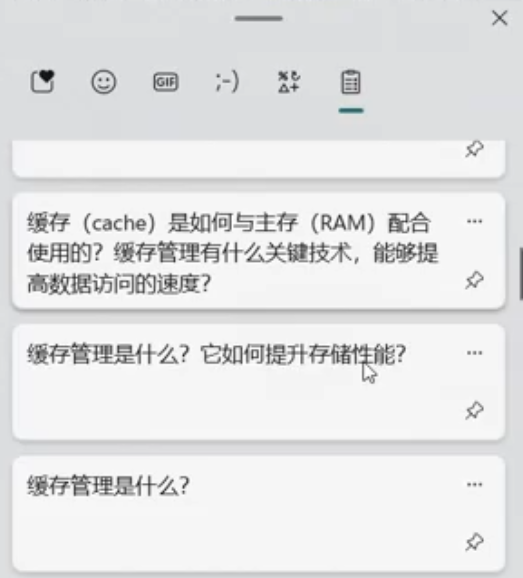 GIF
;-)
缓存（cache）是如何与主存（RAM）配合
使用的？缓存管理有什么关键技术，能够提
高数据访问的速度？
缓存管理是什么？它如何提升存储性能？
缓存管理是什么？